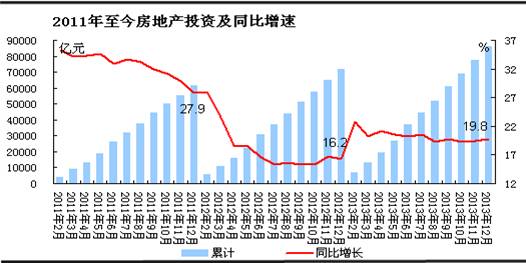 2011年至今房地产投资及同比增速
亿元
%
90000
80000
70000
60000
50000
40000
30000
20000
10000
0
37
32
27
22
17
12
27.9
16.2
19.8
2011年2月
2011年3月
2011年4月
2011年5月
2011年6月
2011年7月
2011年8月
2011年9月
2011年10月
2011年11月
2011年12月
2012年2月
2012年3月
2012年4月
2012年5月
2012年6月
2012年7月
2012年8月
2012年9月
2012年10月
2012年11月
2012年12月
2013年2月
2013年3月
2013年4月
2013年5月
2013年6月
2013年7月
2013年8月
2013年9月
2013年10月
2013年11月
2013年12月
累计
同比增长